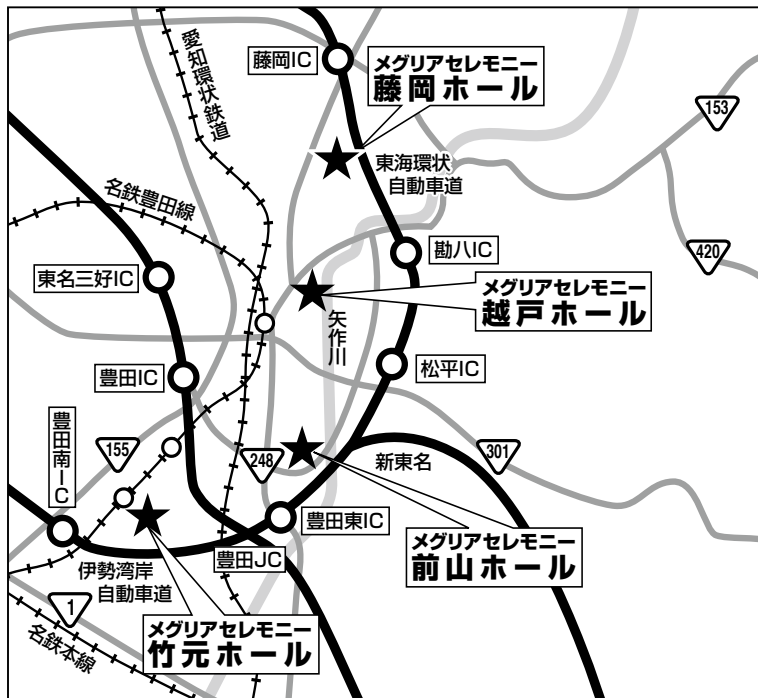 藤岡IC
メグリアセレモニー
藤岡ホール
愛知環状鉄道
153
東海環状
自動車道
名鉄豊田線
勘八IC
420
東名三好IC
メグリアセレモニー
越戸ホール
矢作川
豊田IC
松平IC
豊田南IC
155
248
新東名
301
豊田東IC
豊田JC
メグリアセレモニー
前山ホール
伊勢湾岸
自動車道
1
メグリアセレモニー
竹元ホール
名鉄本線